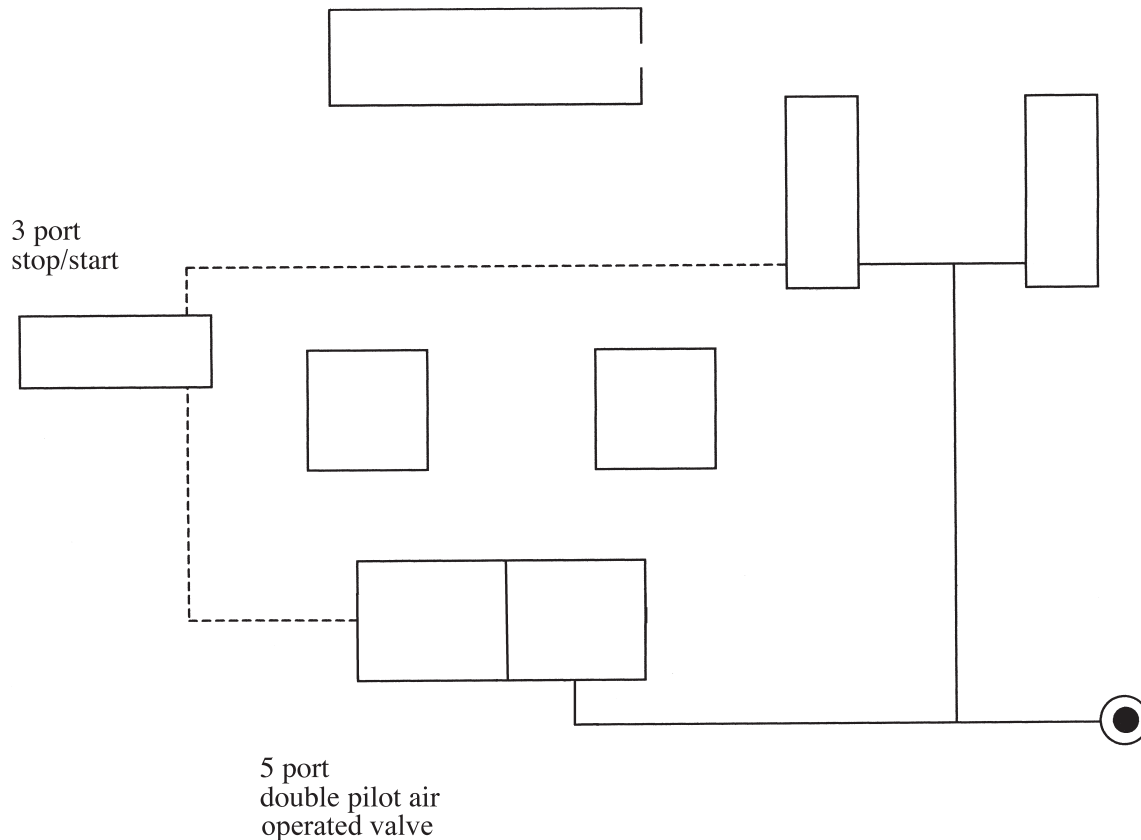 3 port
stop/start
5 port
double pilot air
operated valve